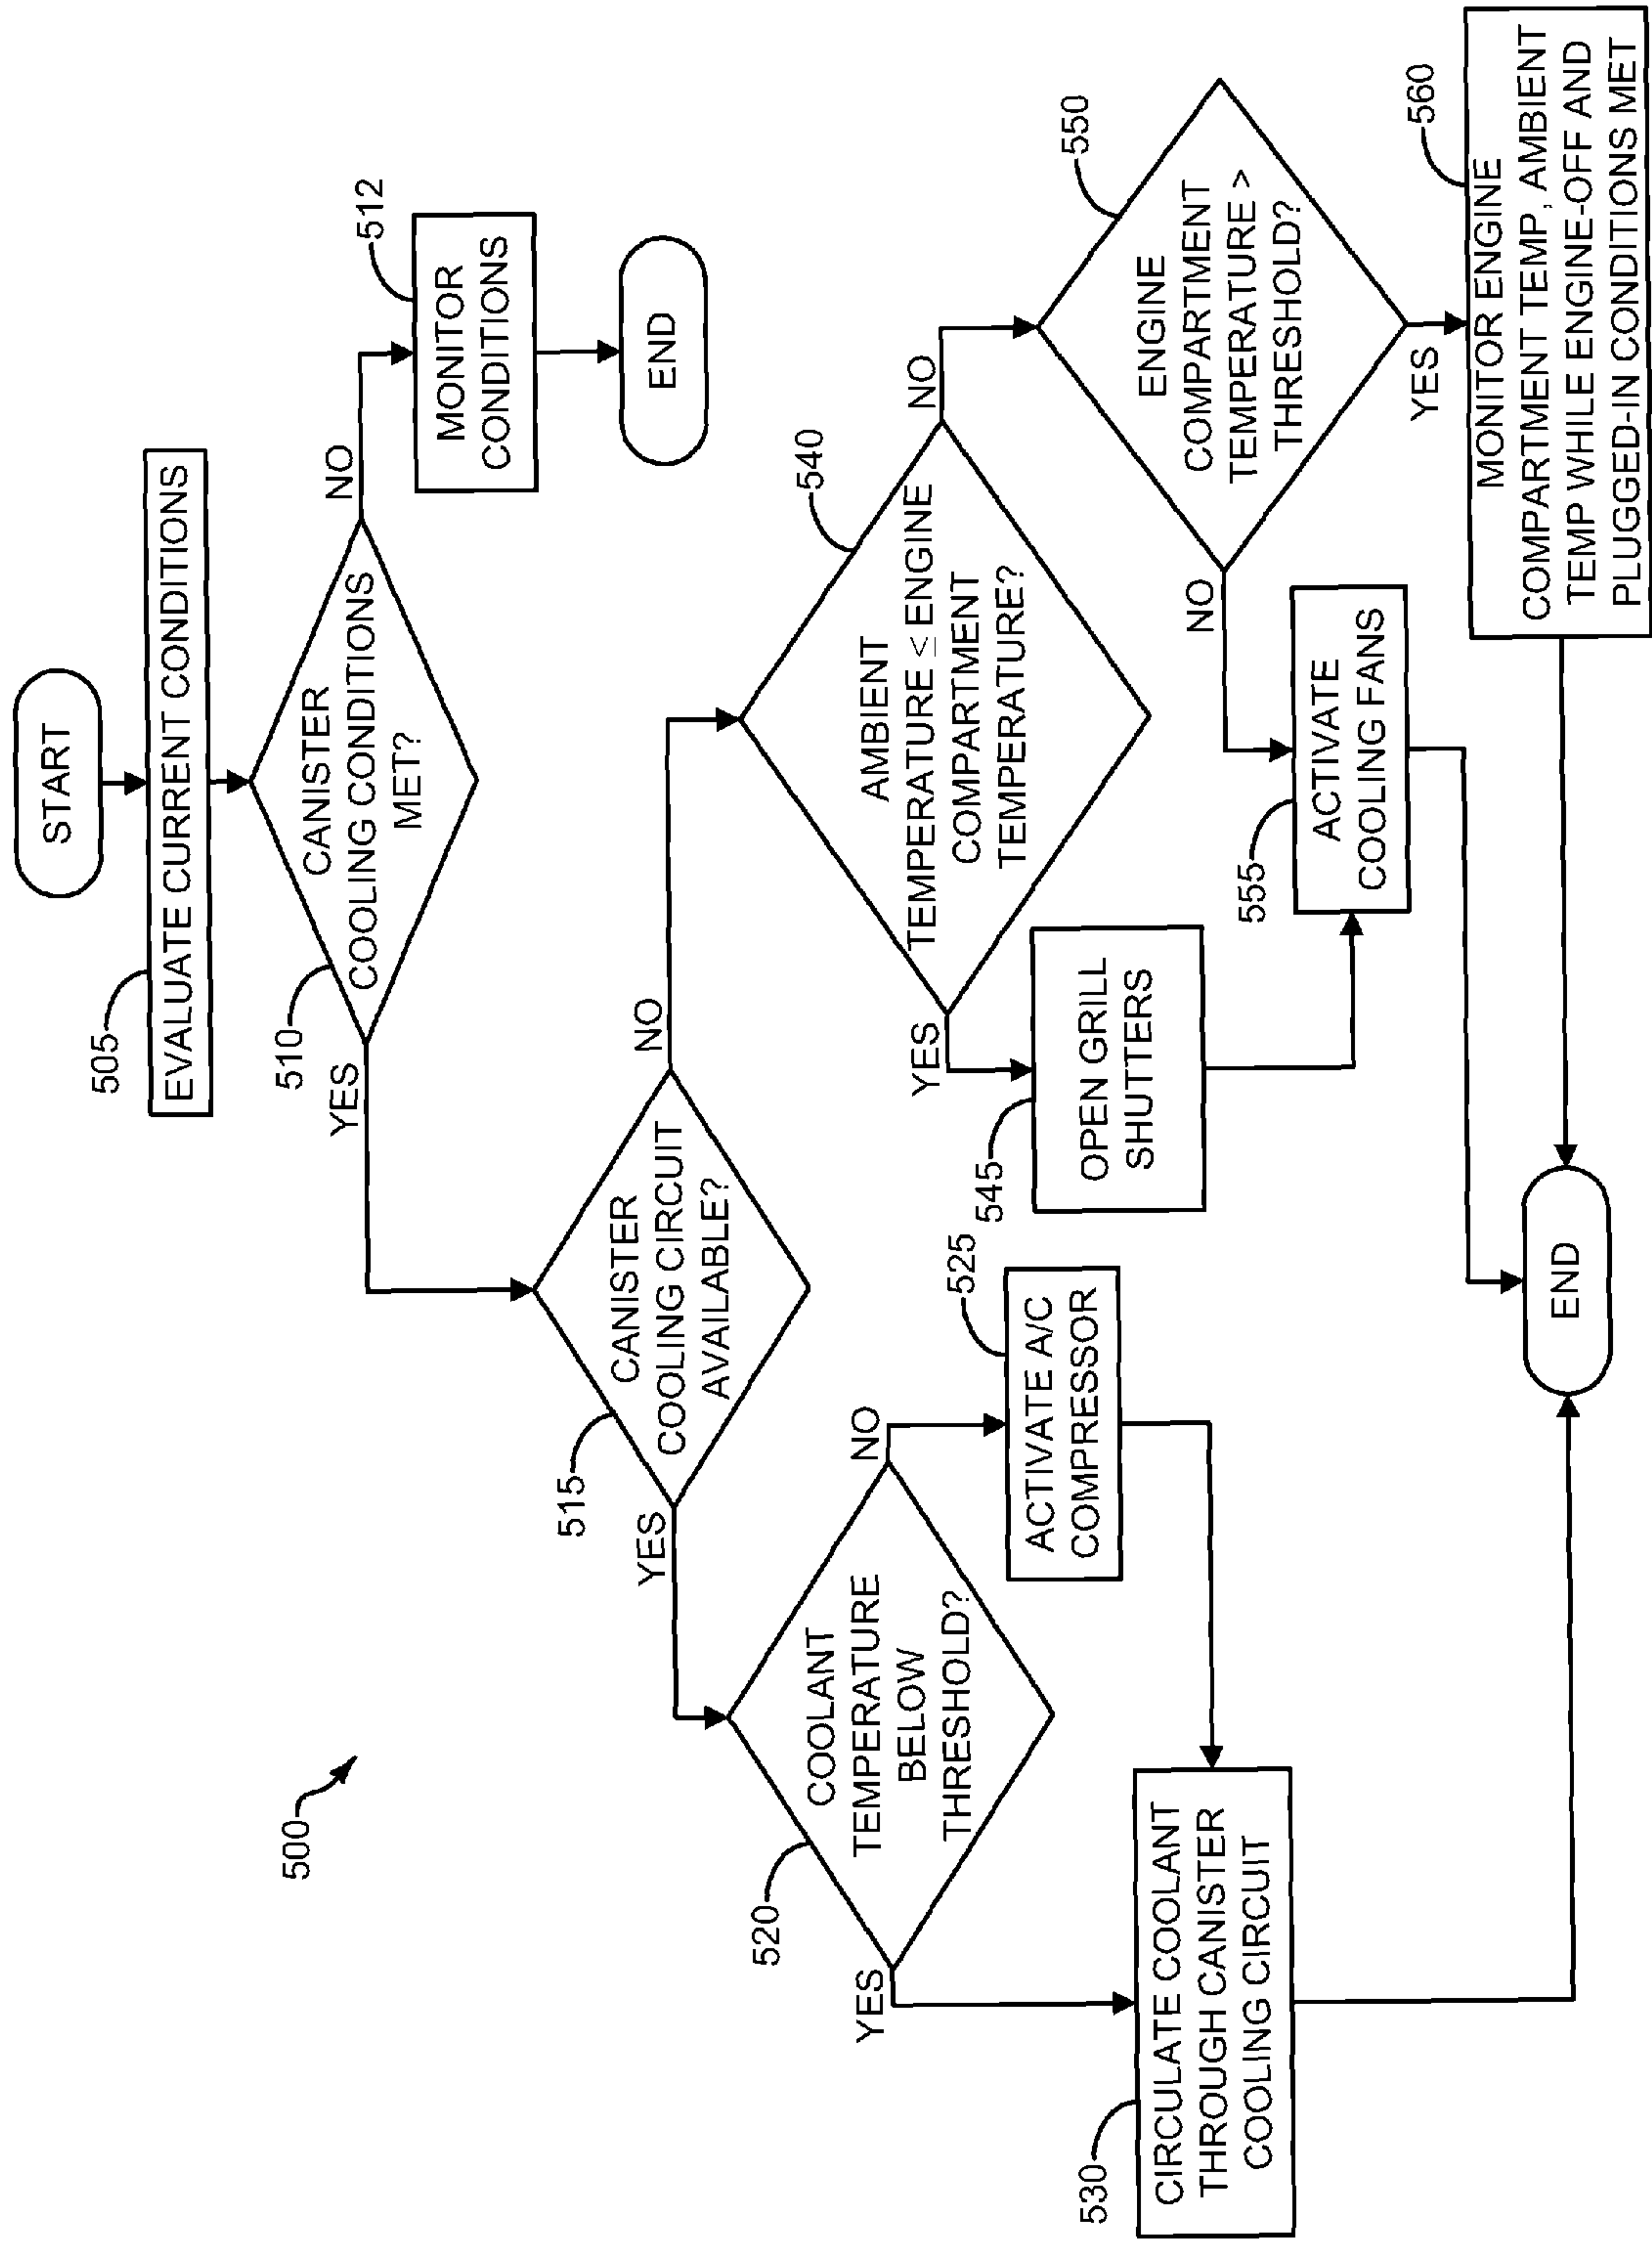 500
START
505
EVALUATE CURRENT CONDITIONS
510
CANISTER
COOLING CONDITIONS
MET?
YES
NO
512
MONITOR
CONDITIONS
END
515
CANISTER
COOLING CIRCUIT
AVAILABLE?
YES
NO
520
COOLANT
TEMPERATURE
BELOW
THRESHOLD?
YES
NO
525
ACTIVATE A/C
COMPRESSOR
530
CIRCULATE COOLANT
THROUGH CANISTER
COOLING CIRCUIT
540
AMBIENT
TEMPERATURE ≤ ENGINE
COMPARTMENT
TEMPERATURE?
YES
NO
545
OPEN GRILL
SHUTTERS
550
ENGINE
COMPARTMENT
TEMPERATURE >
THRESHOLD?
NO
YES
555
ACTIVATE
COOLING FANS
560
MONITOR ENGINE
COMPARTMENT TEMP, AMBIENT
TEMP WHILE ENGINE-OFF AND
PLUGGED-IN CONDITIONS MET
END